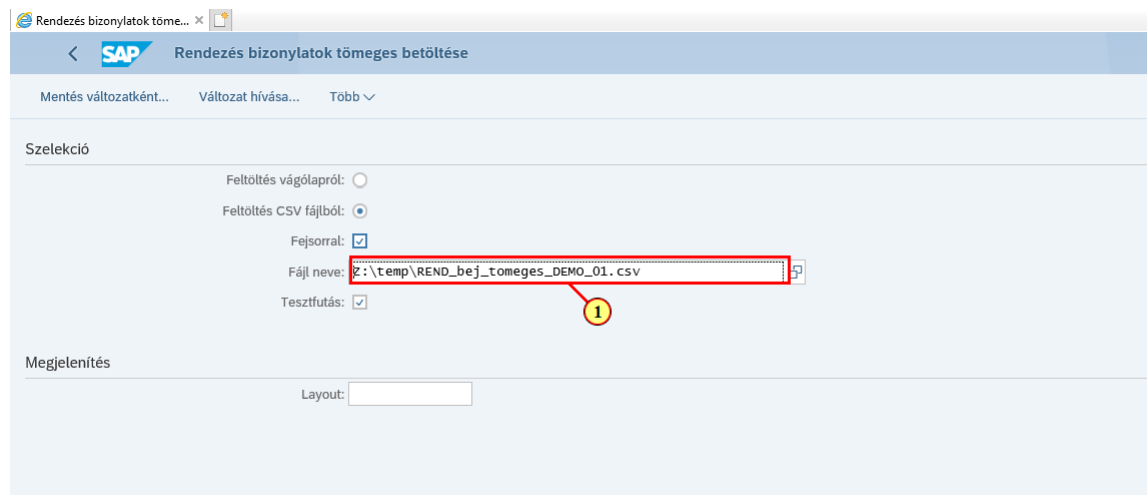 Rendezés bizonylatok töme...
SAP Rendezés bizonylatok tömeges betöltése
Mentés változatként... Változat hívása... Több
Szelekció
Feltöltés vágólapról:
Feltöltés CSV fájlból:
Fejsorral:
Fájl neve: Z:\temp\REND_bej_tomeges_DEMO_01.csv
Tesztfutás:
1
Megjelenítés
Layout: